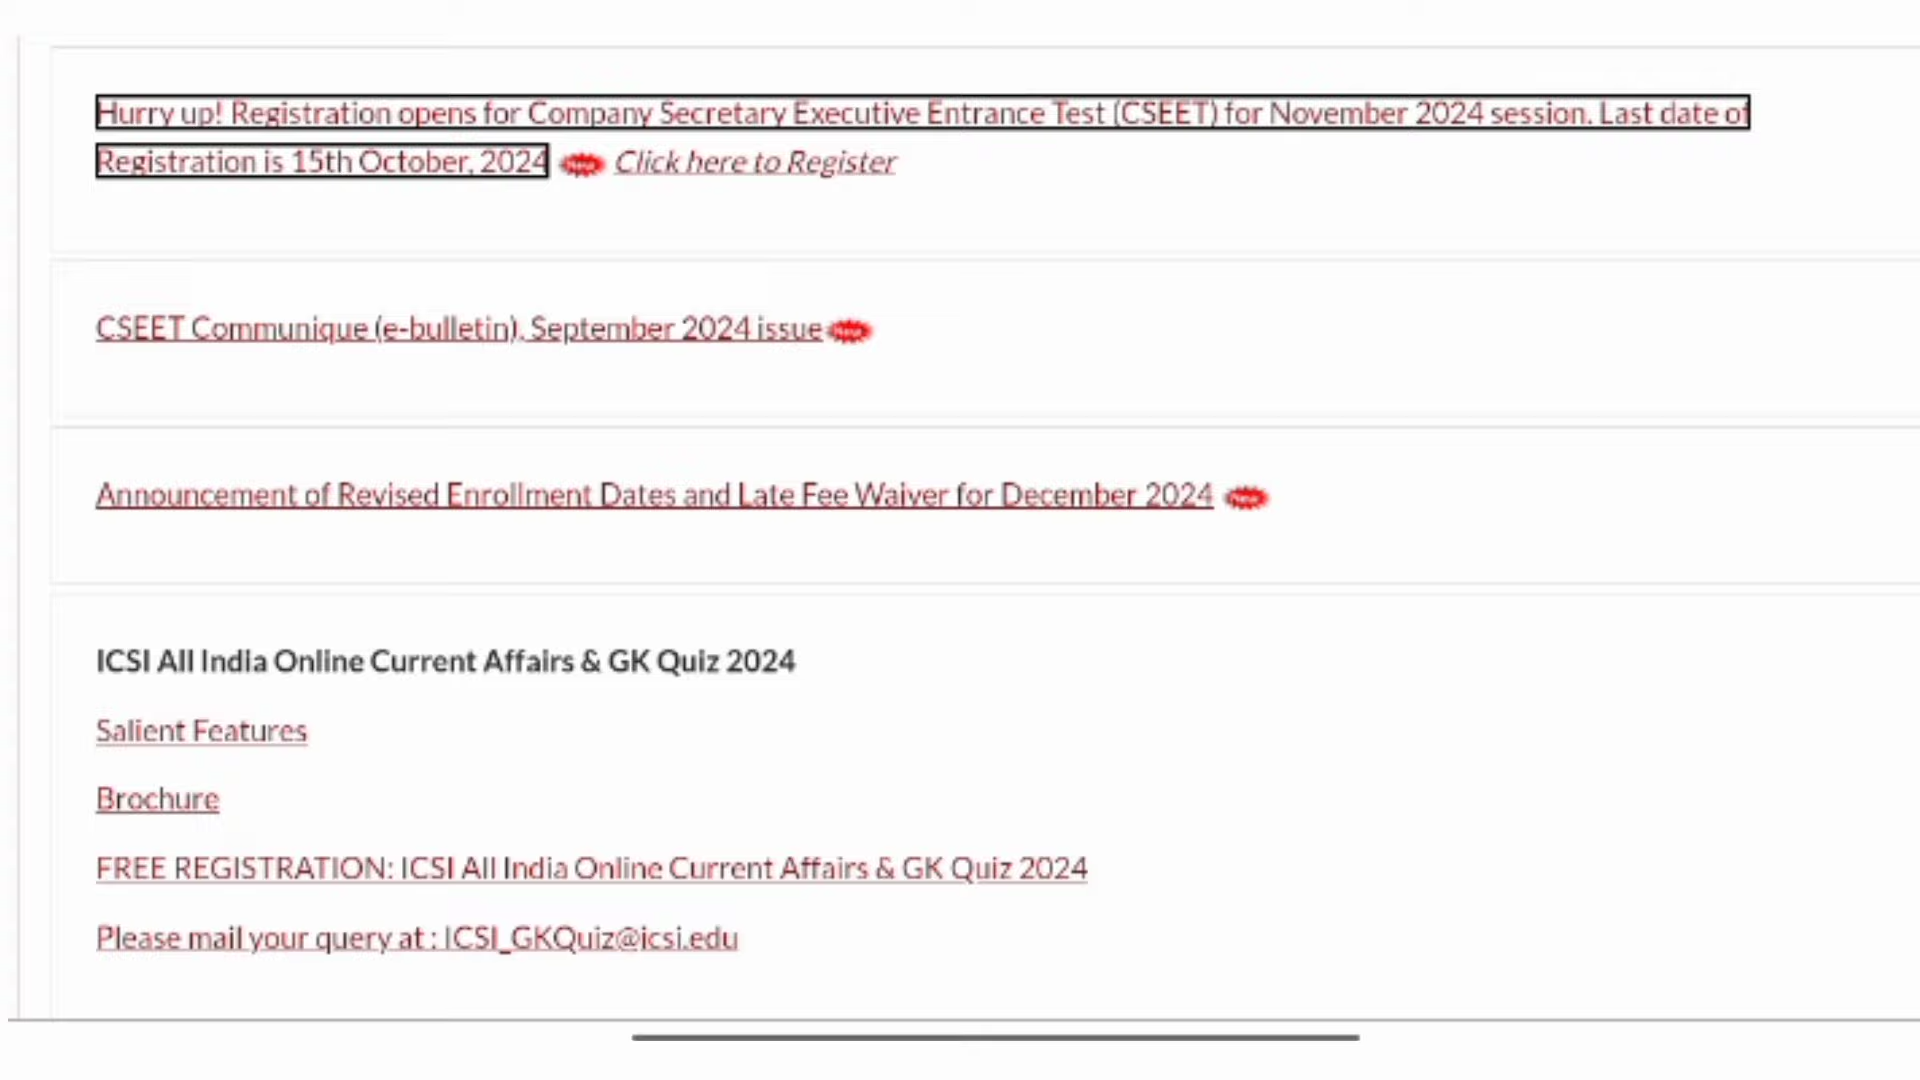 Hurry up! Registration opens for Company Secretary Executive Entrance Test (CSEET) for November 2024 session. Last date of
Registration is 15th October, 2024 New Click here to Register
CSEET Communique (e-bulletin), September 2024 issue New
Announcement of Revised Enrollment Dates and Late Fee Waiver for December 2024 New
ICSI All India Online Current Affairs & GK Quiz 2024
Salient Features
Brochure
FREE REGISTRATION: ICSI All India Online Current Affairs & GK Quiz 2024
Please mail your query at : ICSI_GKQuiz@icsi.edu